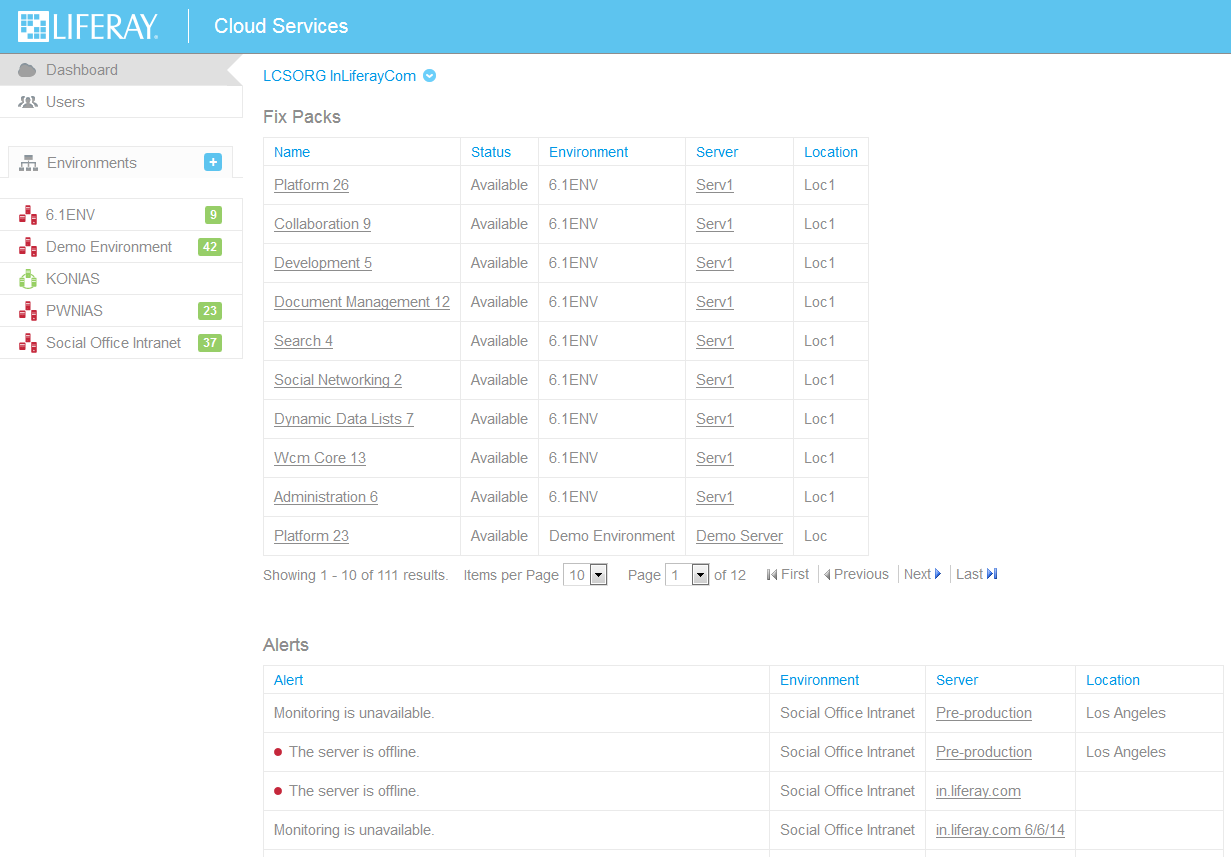 LIFERAY. Cloud Services
Dashboard
Users
Environments +
6.1ENV 9
Demo Environment 42
KONIAS
PWNIAS 23
Social Office Intranet 37
LCSORG InLiferayCom
Fix Packs
Name Status Environment Server Location
Platform 26 Available 6.1ENV Serv1 Loc1
Collaboration 9 Available 6.1ENV Serv1 Loc1
Development 5 Available 6.1ENV Serv1 Loc1
Document Management 12 Available 6.1ENV Serv1 Loc1
Search 4 Available 6.1ENV Serv1 Loc1
Social Networking 2 Available 6.1ENV Serv1 Loc1
Dynamic Data Lists 7 Available 6.1ENV Serv1 Loc1
Wcm Core 13 Available 6.1ENV Serv1 Loc1
Administration 6 Available 6.1ENV Serv1 Loc1
Platform 23 Available Demo Environment Demo Server Loc
Showing 1 - 10 of 111 results. Items per Page 10 Page 1 of 12 First Previous Next Last
Alerts
Alert Environment Server Location
Monitoring is unavailable. Social Office Intranet Pre-production Los Angeles
The server is offline. Social Office Intranet Pre-production Los Angeles
The server is offline. Social Office Intranet in.liferay.com
Monitoring is unavailable. Social Office Intranet in.liferay.com 6/6/14